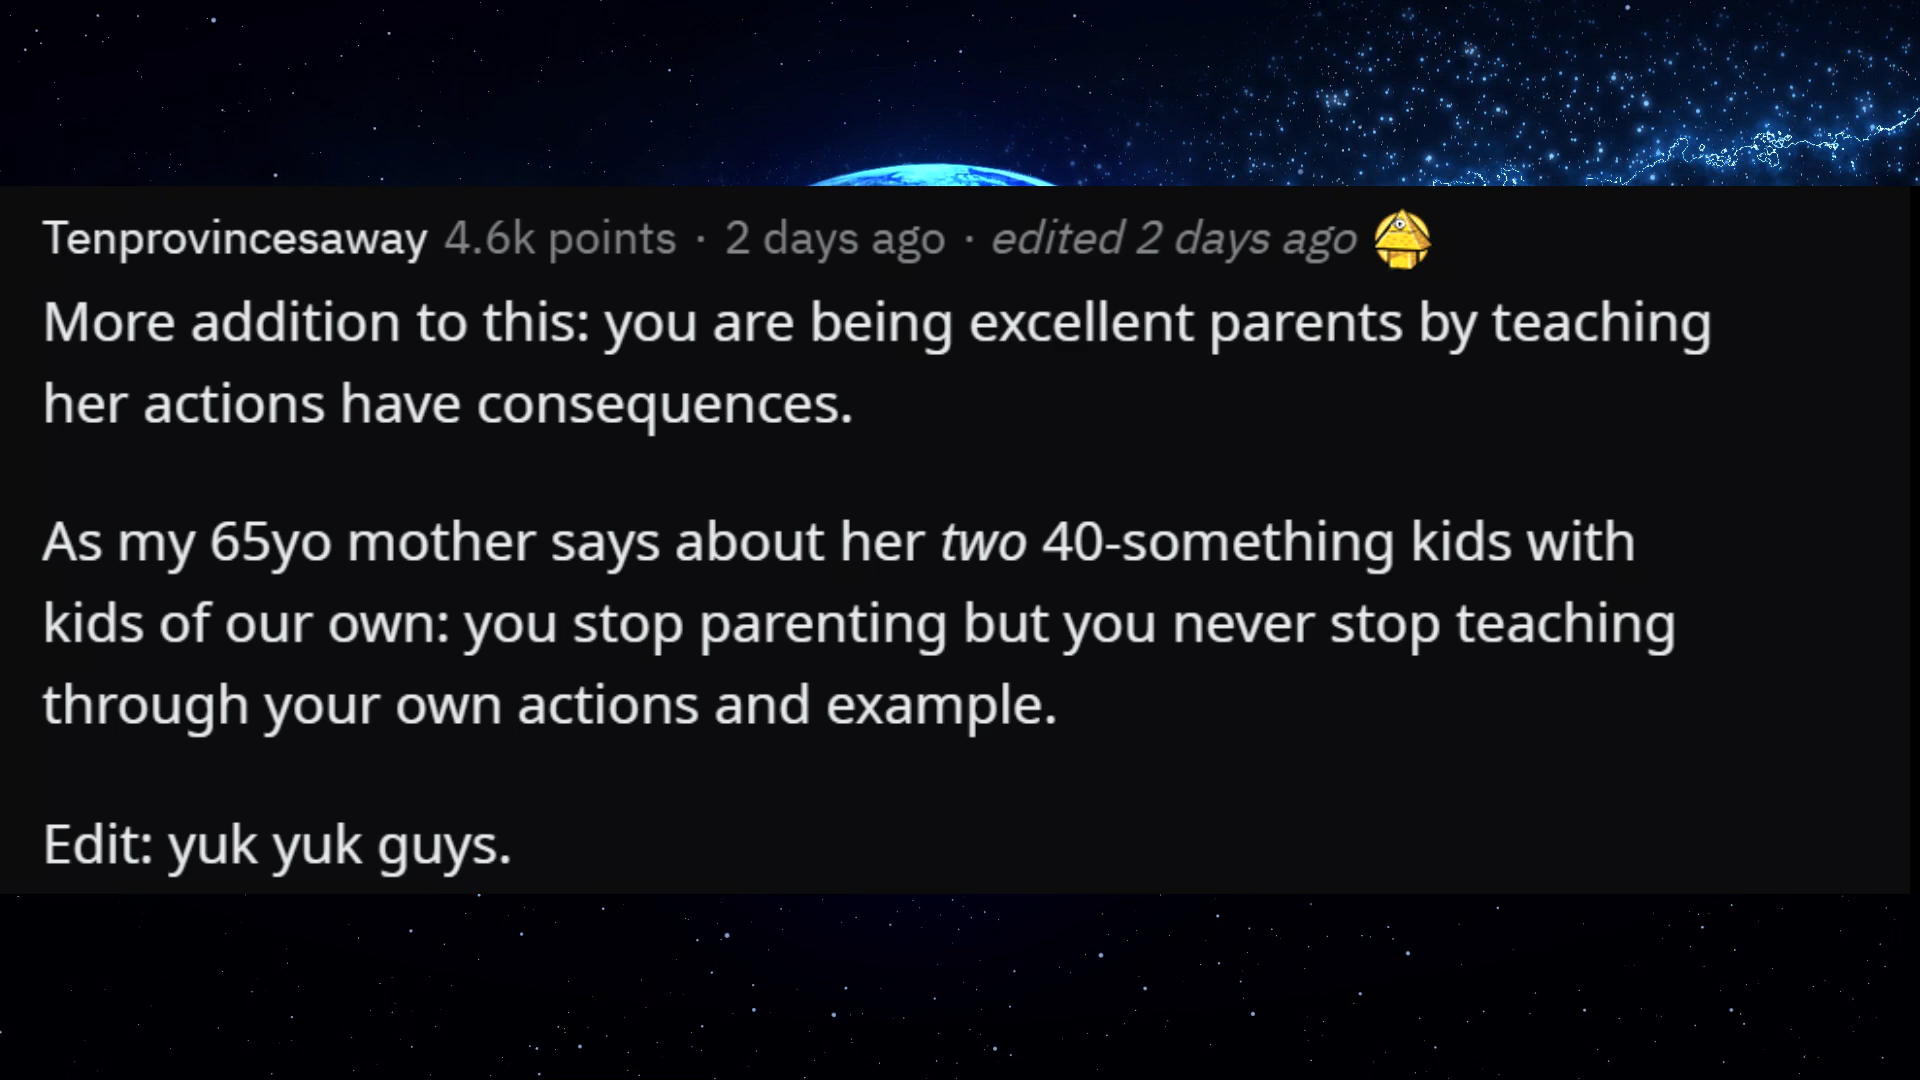 Tenprovincesaway 4.6k points · 2 days ago · edited 2 days ago
More addition to this: you are being excellent parents by teaching
her actions have consequences.
As my 65yo mother says about her two 40-something kids with
kids of our own: you stop parenting but you never stop teaching
through your own actions and example.
Edit: yuk yuk guys.